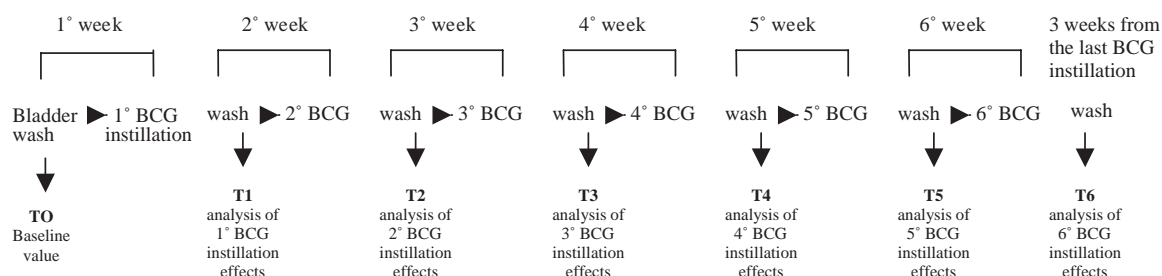 1° week
2° week
3° week
4° week
5° week
6° week
3 weeks from
the last BCG
instillation
Bladder
wash
1° BCG
instillation
wash 2° BCG
wash 3° BCG
wash 4° BCG
wash 5° BCG
wash 6° BCG
wash
TO
Baseline
value
T1
analysis of
1° BCG
instillation
effects
T2
analysis of
2° BCG
instillation
effects
T3
analysis of
3° BCG
instillation
effects
T4
analysis of
4° BCG
instillation
effects
T5
analysis of
5° BCG
instillation
effects
T6
analysis of
6° BCG
instillation
effects